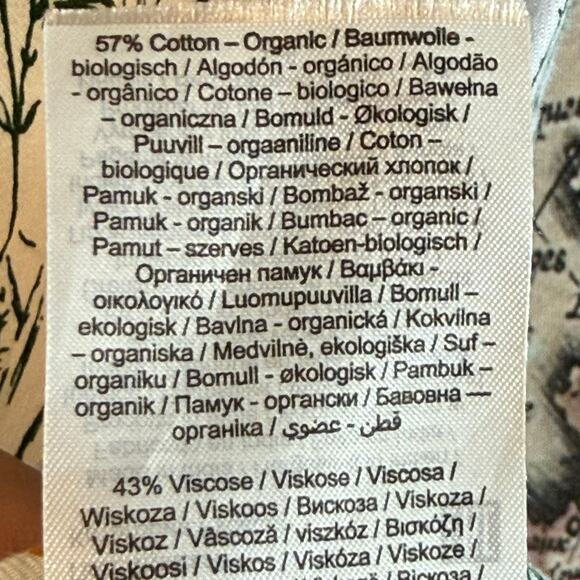 57% Cotton – Organic / Baumwolle -
biologisch / Algodón - orgánico / Algodão
- orgânico / Cotone – biologico / Bawełna
– organiczna / Bomuld - Økologisk /
Puuvill – orgaaniline / Coton –
biologique / Органический хлопок /
Pamuk - organski / Bombaž - organski /
Pamuk - organik / Bumbac – organic /
Pamut – szerves / Katoen-biologisch /
Органичен памук / Βαμβάκι -
οικολογικό / Luomupuuvilla / Bomull –
ekologisk / Bavlna - organická / Kokvilna
– organiska / Medvilnė, ekologiška / Suf –
organiku / Bomull - økologisk / Pambuk –
organik / Памук - органски / Бавовна —
органіка / قطن - عضوي
43% Viscose / Viskose / Viscosa /
Wiskoza / Viskoos / Вискоза / Viskoza /
Viskoz / Vâscoză / viszkóz / Βισκόζη /
Viskoosi / Viskos / Viskóza / Viskoze /